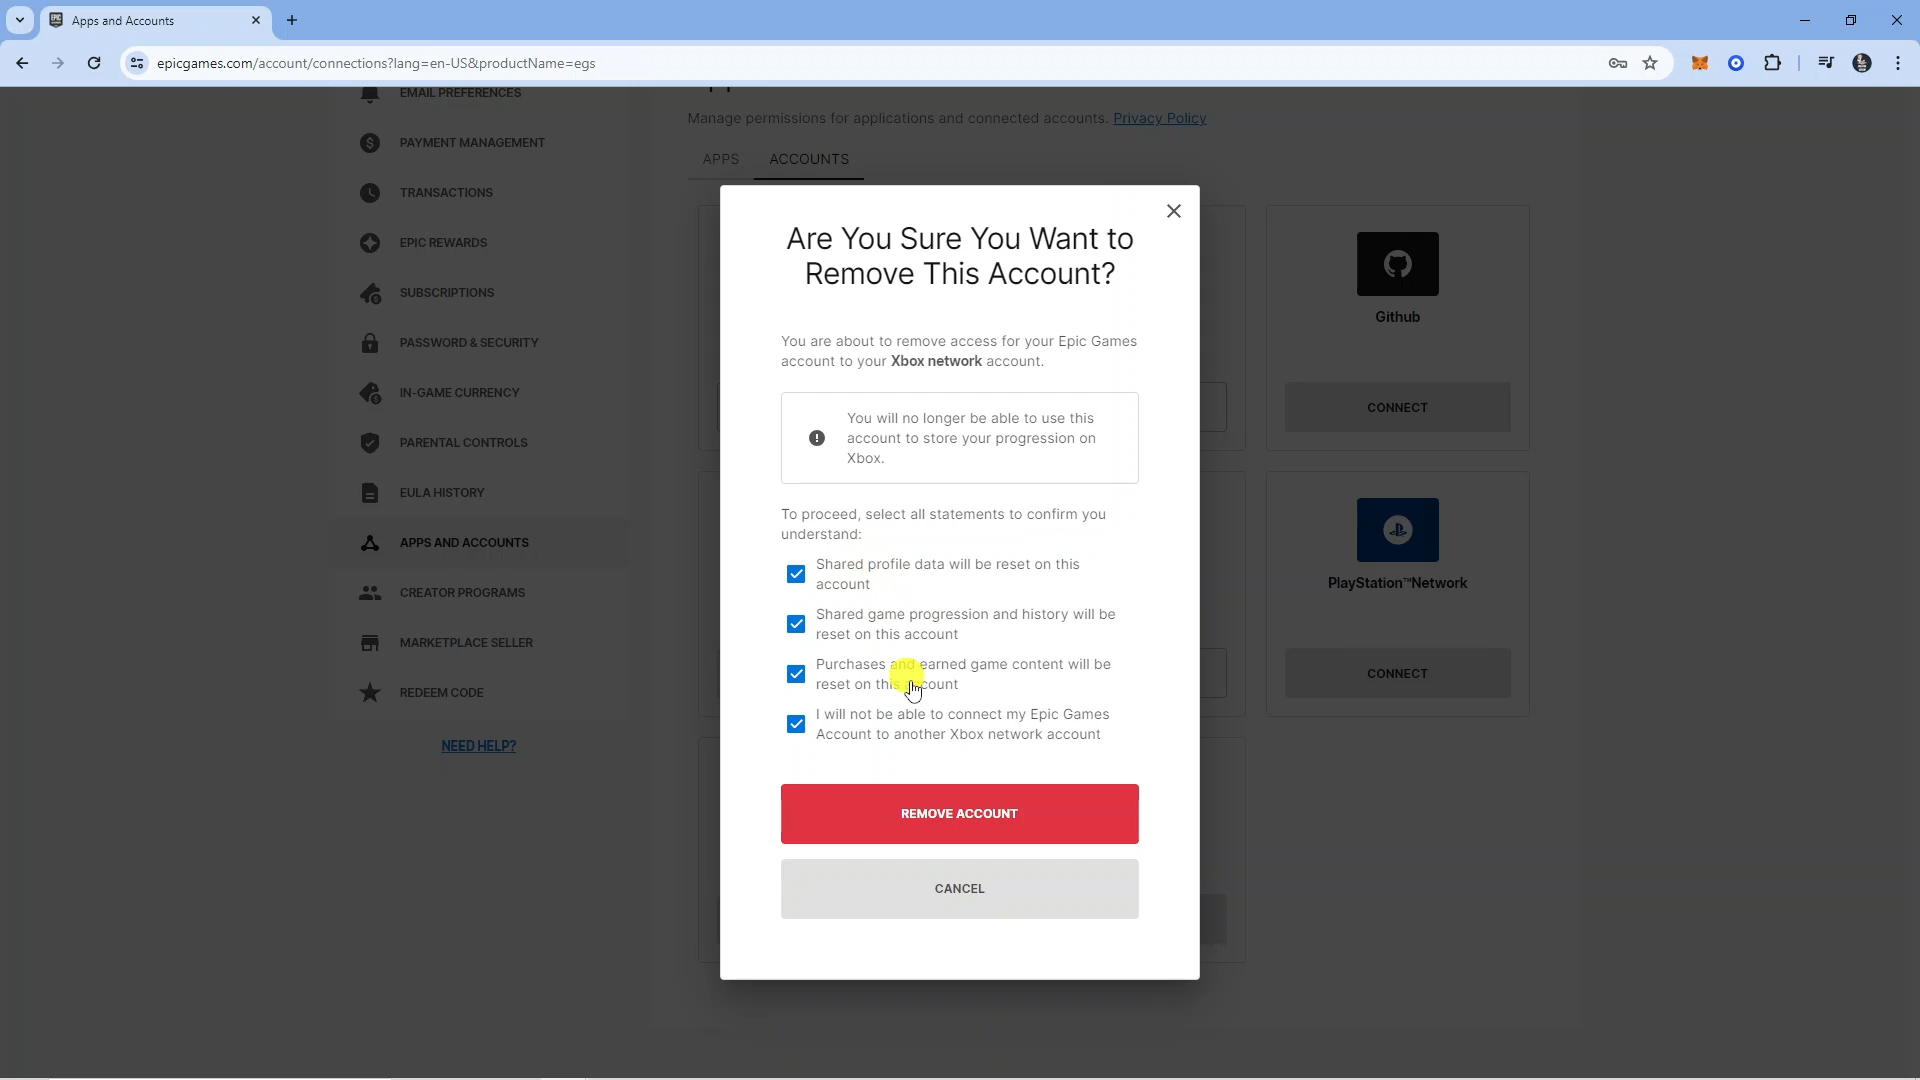 Apps and Accounts
epicgames.com/account/connections?lang=en-US&productName=egs
EMAIL PREFERENCES
PAYMENT MANAGEMENT
TRANSACTIONS
EPIC REWARDS
SUBSCRIPTIONS
PASSWORD & SECURITY
IN-GAME CURRENCY
PARENTAL CONTROLS
EULA HISTORY
APPS AND ACCOUNTS
CREATOR PROGRAMS
MARKETPLACE SELLER
REDEEM CODE
NEED HELP?
Manage permissions for applications and connected accounts. Privacy Policy
APPS ACCOUNTS
Are You Sure You Want to
Remove This Account?
You are about to remove access for your Epic Games
account to your Xbox network account.
You will no longer be able to use this
account to store your progression on
Xbox.
To proceed, select all statements to confirm you
understand:
Shared profile data will be reset on this
account
Shared game progression and history will be
reset on this account
Purchases and earned game content will be
reset on this account
I will not be able to connect my Epic Games
Account to another Xbox network account
REMOVE ACCOUNT
CANCEL
Github
CONNECT
PlayStation™Network
CONNECT